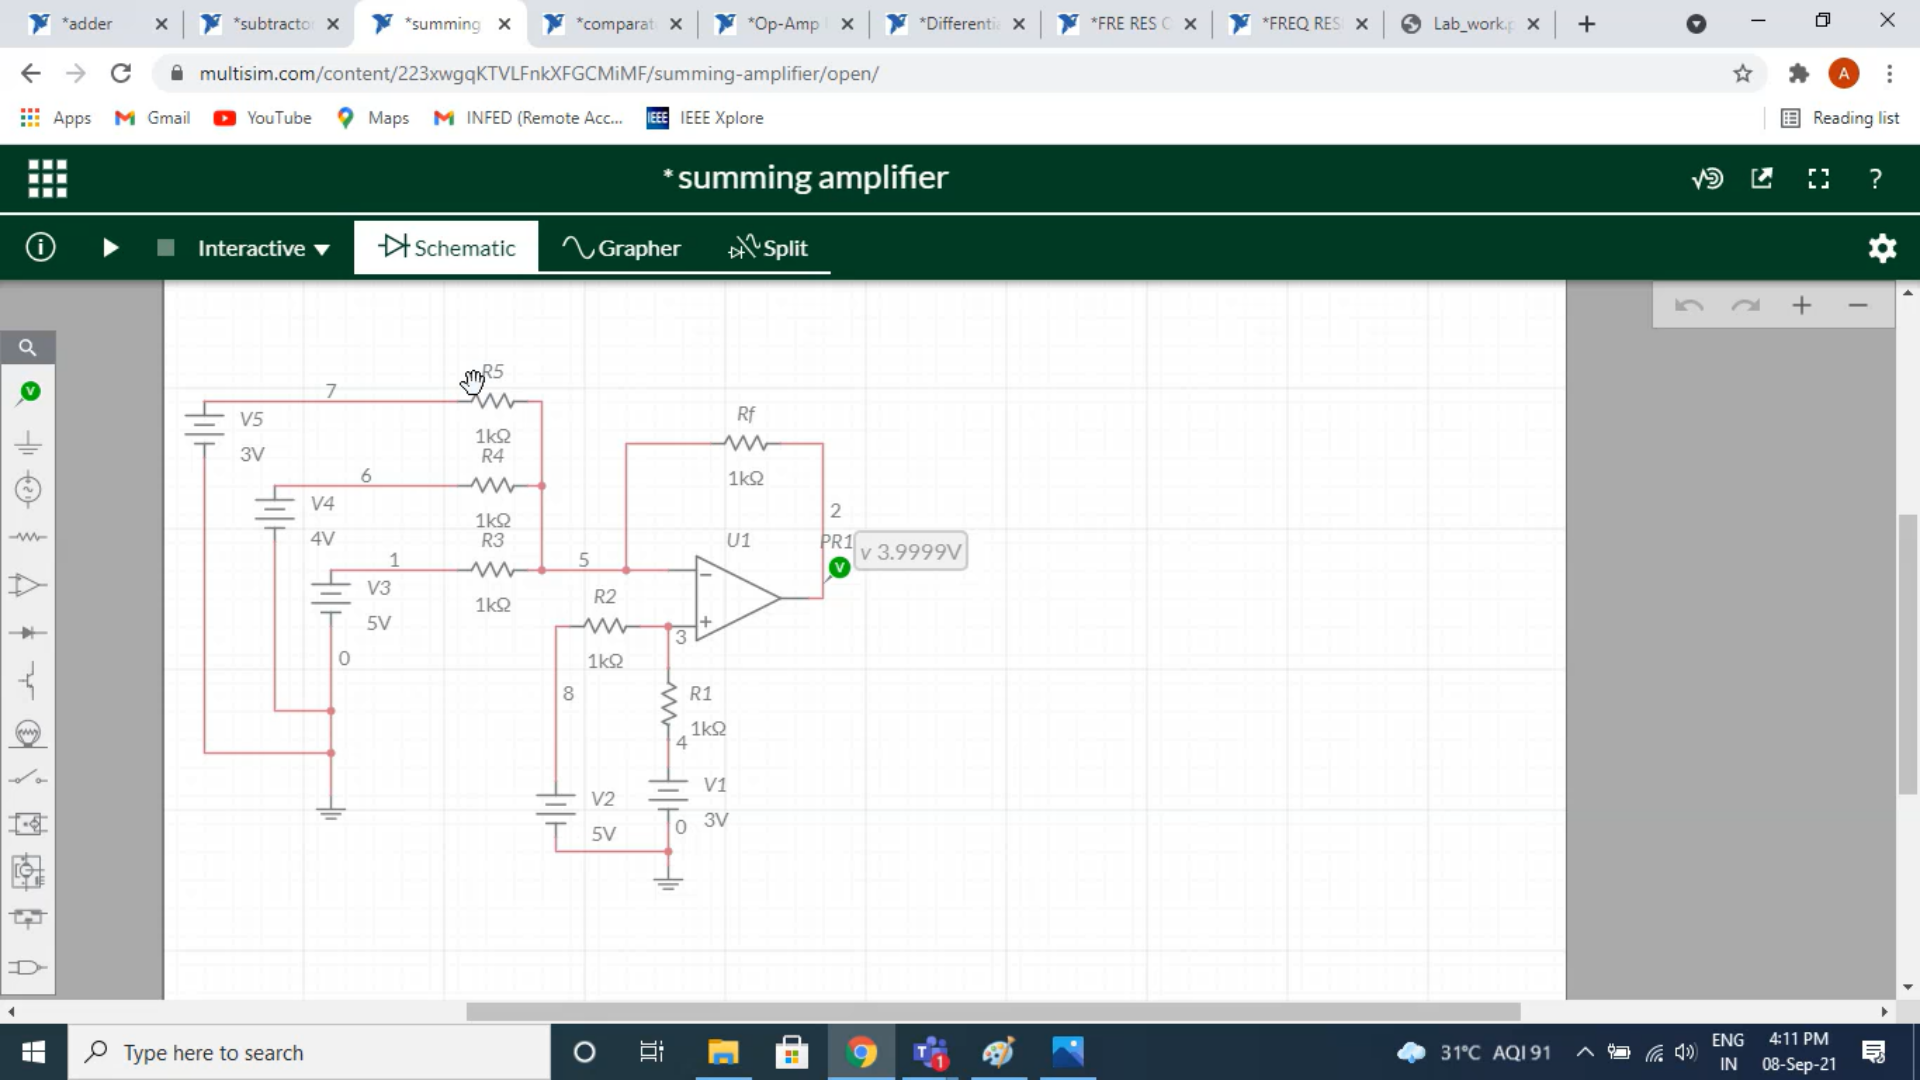 *adder
*subtractor
*summing
*comparat
*Op-Amp
*Differenti
*FRE RES C
*FREQ RES
Lab_work.p
multisim.com/content/223xwgqKTVLFnkXFGCMiMF/summing-amplifier/open/
A
Apps
Gmail
YouTube
Maps
INFED (Remote Acc...
IEEE
IEEE Xplore
Reading list
*summing amplifier
?
Interactive
Schematic
Grapher
Split
R5
7
V5
1kΩ
3V
R4
Rf
6
V4
1kΩ
1kΩ
4V
R3
U1
2
PR1
V
v 3.9999V
1
5
V3
1kΩ
5V
R2
3
1kΩ
0
8
R1
1kΩ
4
V2
V1
5V
0
3V
V
Type here to search
1
31°C AQI 91
ENG
IN
4:11 PM
08-Sep-21